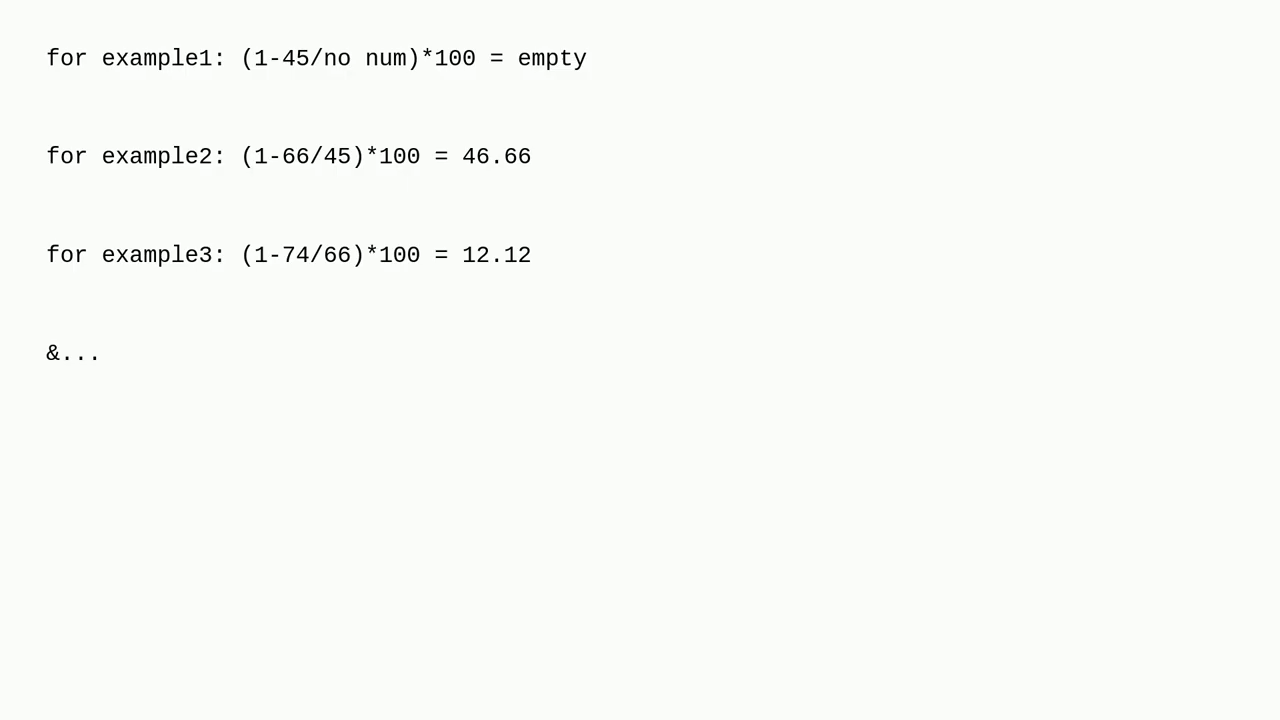 for example1: (1-45/no num)*100 = empty
for example2: (1-66/45)*100 = 46.66
for example3: (1-74/66)*100 = 12.12
&...